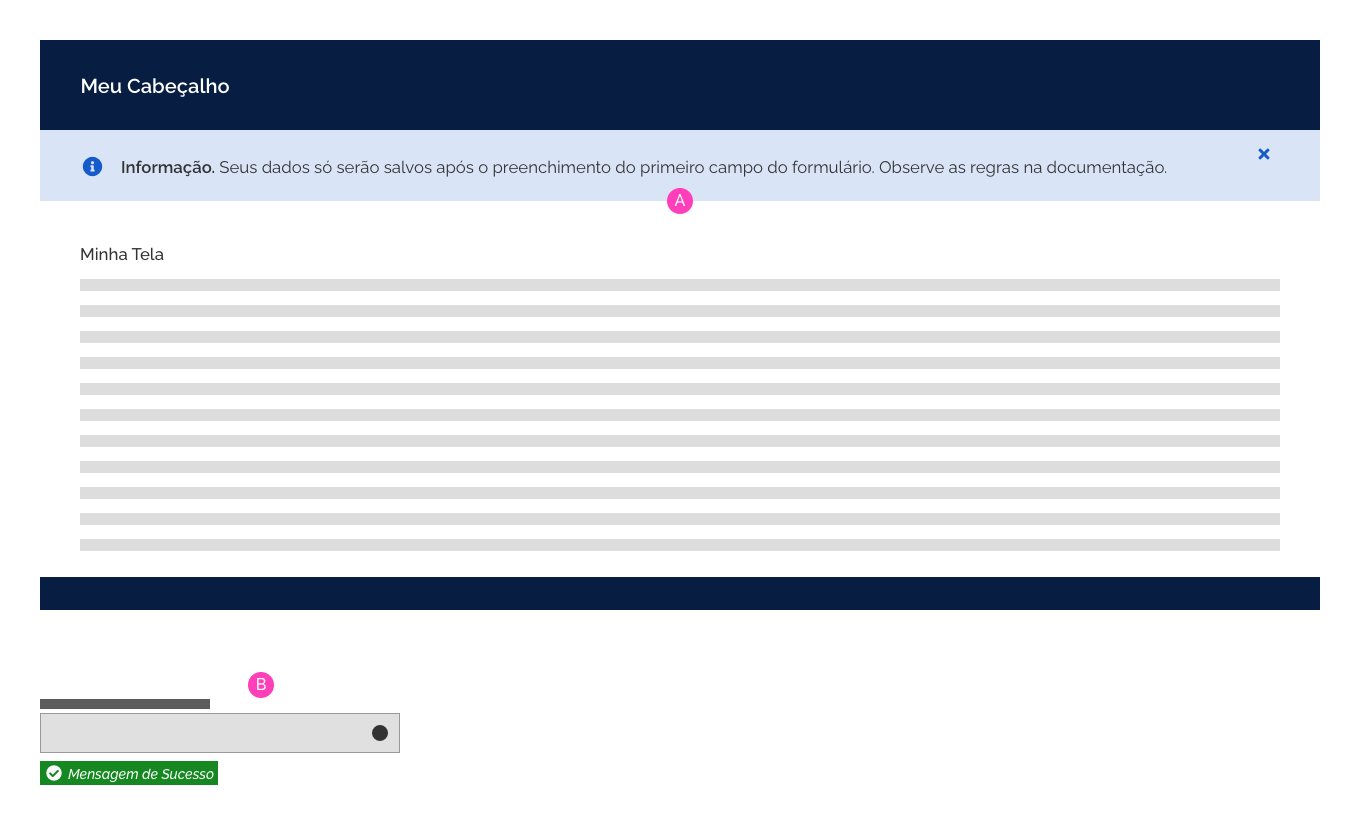 Meu Cabeçalho
Informação. Seus dados só serão salvos após o preenchimento do primeiro campo do formulário. Observe as regras na documentação.
A
Minha Tela
B
Mensagem de Sucesso